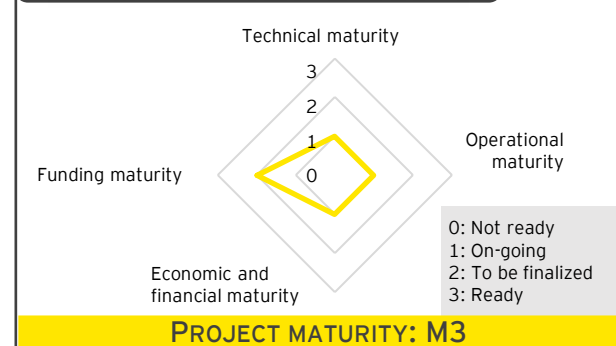 Technical maturity
3
2
1
0
Operational
maturity
Funding maturity
Economic and
financial maturity
0: Not ready
1: On-going
2: To be finalized
3: Ready
PROJECT MATURITY: M3